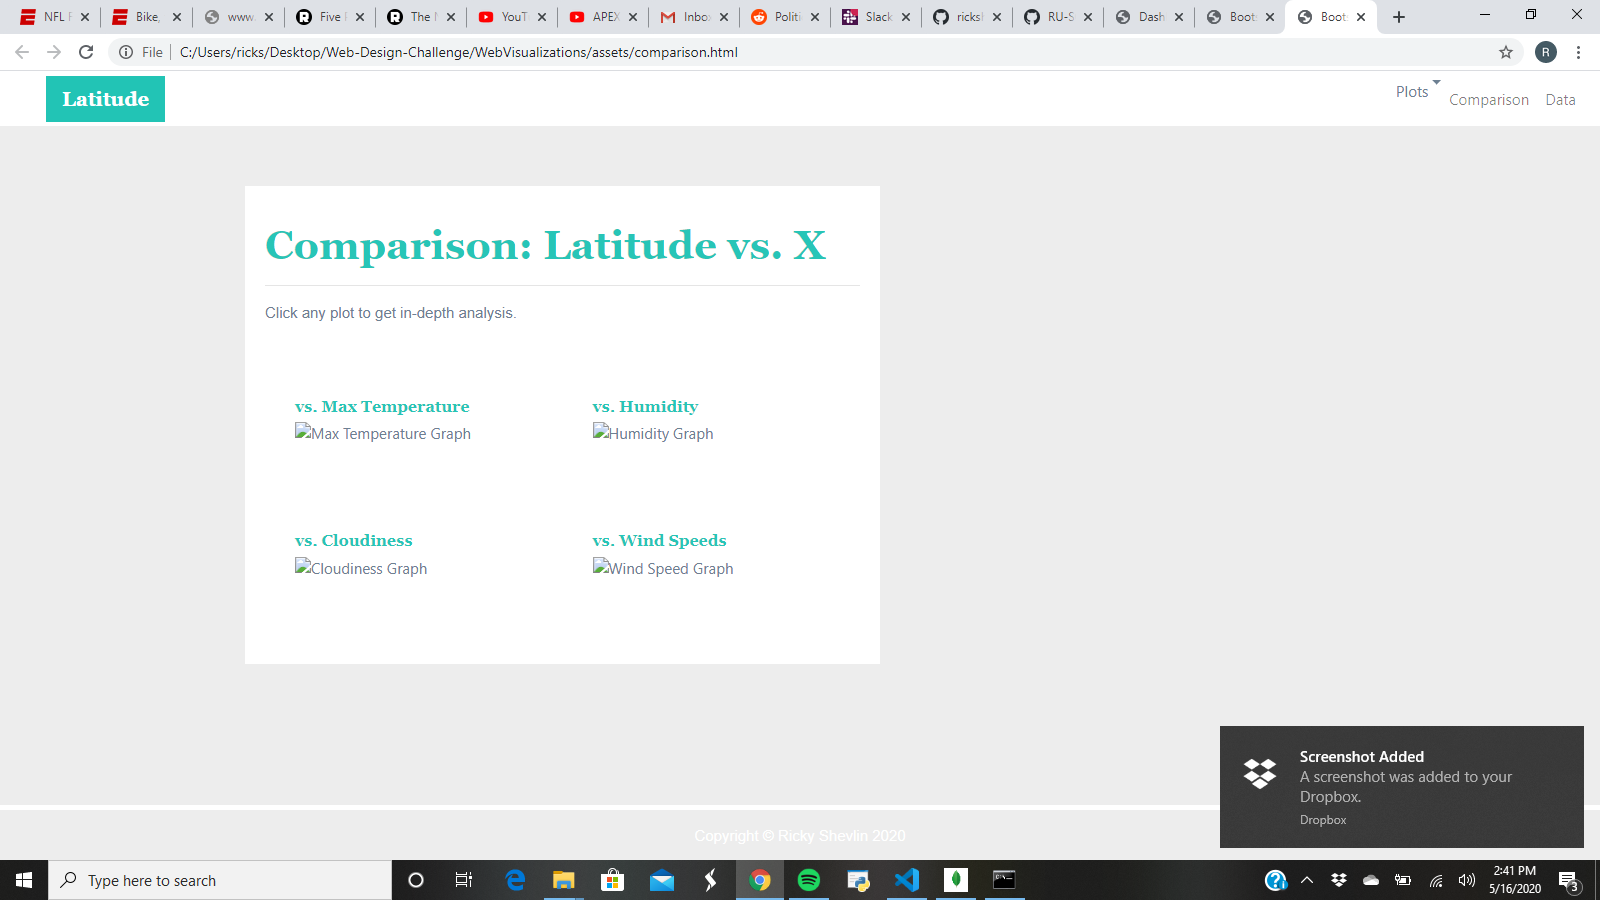 NFL F
Bike,
www.
Five
The
YouT
APEX
Inbo
Politi
Slack
ricks
RU-S
Dash
Boots
Boots
File
C:/Users/ricks/Desktop/Web-Design-Challenge/WebVisualizations/assets/comparison.html
R
Latitude
Plots
Comparison
Data
Comparison: Latitude vs. X
Click any plot to get in-depth analysis.
vs. Max Temperature
vs. Humidity
Max Temperature Graph
Humidity Graph
vs. Cloudiness
vs. Wind Speeds
Cloudiness Graph
Wind Speed Graph
Screenshot Added
A screenshot was added to your
Dropbox.
Dropbox
Copyright © Ricky Shevlin 2020
Type here to search
2:41 PM
5/16/2020
3